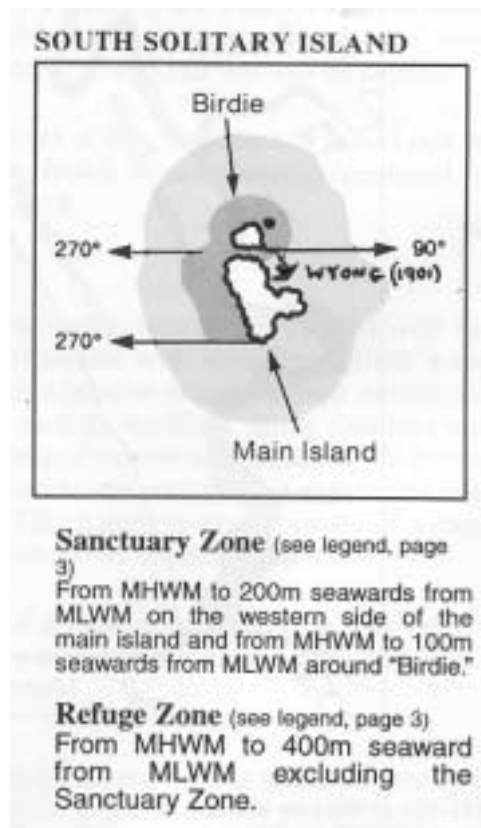 SOUTH SOLITARY ISLAND
Birdie
270° 90°
WYONG (1901)
270°
Main Island
Sanctuary Zone (see legend, page
3)
From MHWM to 200m seawards from
MLWM on the western side of the
main island and from MHWM to 100m
seawards from MLWM around "Birdie."
Refuge Zone (see legend, page 3)
From MHWM to 400m seaward
from MLWM excluding the
Sanctuary Zone.